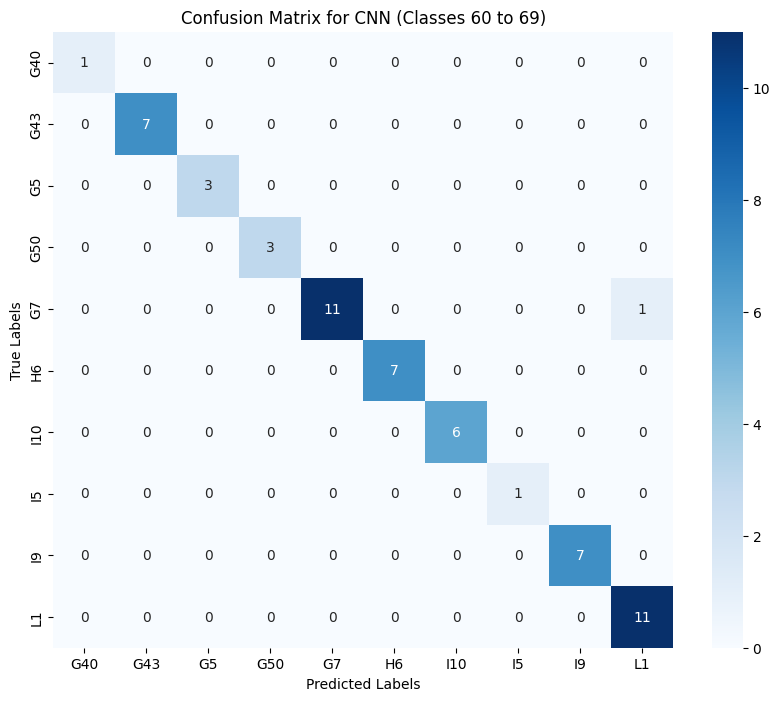 Confusion Matrix for CNN (Classes 60 to 69)
G40 1 0 0 0 0 0 0 0 0 0
G43 0 7 0 0 0 0 0 0 0 0
G5 0 0 3 0 0 0 0 0 0 0
G50 0 0 0 3 0 0 0 0 0 0
G7 0 0 0 0 11 0 0 0 0 1
H6 0 0 0 0 0 7 0 0 0 0
I10 0 0 0 0 0 0 6 0 0 0
I5 0 0 0 0 0 0 0 1 0 0
I9 0 0 0 0 0 0 0 0 7 0
L1 0 0 0 0 0 0 0 0 0 11
G40 G43 G5 G50 G7 H6 I10 I5 I9 L1
Predicted Labels
True Labels
10
8
6
4
2
0